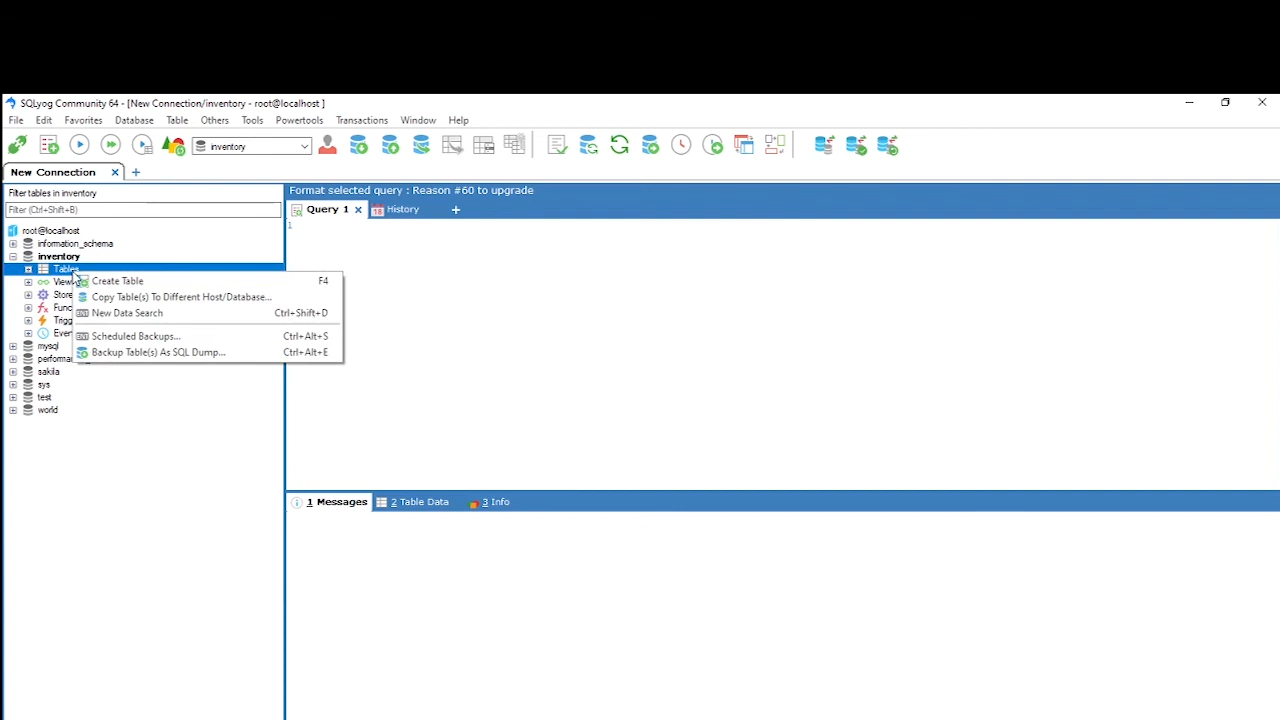 SQLyog Community 64 - [New Connection/inventory - root@localhost ]
File Edit Favorites Database Table Others Tools Powertools Transactions Window Help
inventory
New Connection
Filter tables in inventory
Filter (Ctrl+Shift+B)
root@localhost
information_schema
inventory
Tables
mysql
sakila
sys
test
world
Create Table F4
Copy Table(s) To Different Host/Database...
New Data Search Ctrl+Shift+D
Scheduled Backups... Ctrl+Alt+S
Backup Table(s) As SQL Dump... Ctrl+Alt+E
Format selected query : Reason #60 to upgrade
Query 1 History
1
1 Messages 2 Table Data 3 Info